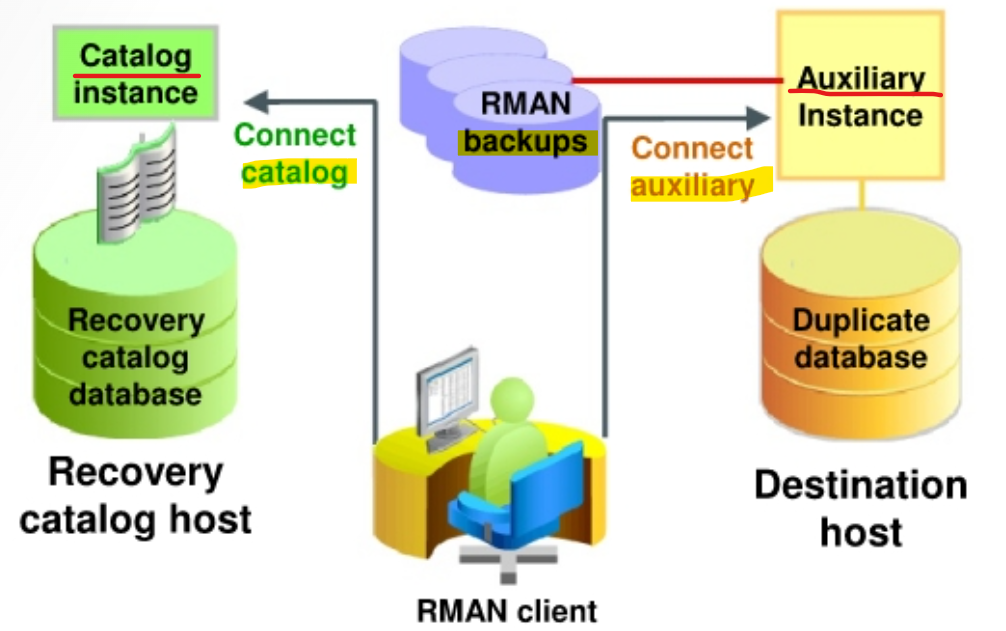 Catalog
instance
RMAN
backups
Auxiliary
Instance
Connect
catalog
Connect
auxiliary
Recovery
catalog
database
Duplicate
database
Recovery
catalog host
Destination
host
RMAN client